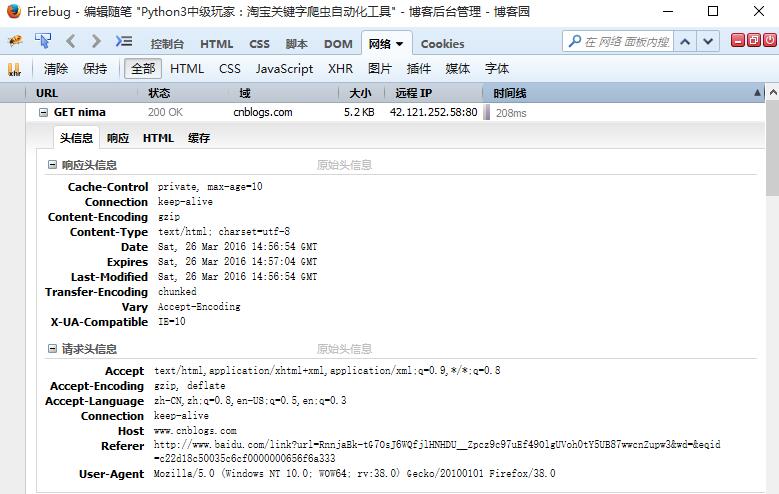 Firebug - 编辑随笔 "Python3中级玩家：淘宝关键字爬虫自动化工具" - 博客后台管理 - 博客园
控制台 HTML CSS 脚本 DOM 网络 Cookies 在 网络 面板内搜
xhr 清除 保持 全部 HTML CSS JavaScript XHR 图片 插件 媒体 字体
URL 状态 域 大小 远程 IP 时间线
GET nima 200 OK cnblogs.com 5.2 KB 42.121.252.58:80 208ms
头信息 响应 HTML 缓存
响应头信息 原始头信息
Cache-Control private, max-age=10
Connection keep-alive
Content-Encoding gzip
Content-Type text/html; charset=utf-8
Date Sat, 26 Mar 2016 14:56:54 GMT
Expires Sat, 26 Mar 2016 14:57:04 GMT
Last-Modified Sat, 26 Mar 2016 14:56:54 GMT
Transfer-Encoding chunked
Vary Accept-Encoding
X-UA-Compatible IE=10
请求头信息 原始头信息
Accept text/html,application/xhtml+xml,application/xml;q=0.9,*/*;q=0.8
Accept-Encoding gzip, deflate
Accept-Language zh-CN,zh;q=0.8,en-US;q=0.5,en;q=0.3
Connection keep-alive
Host www.cnblogs.com
Referer http://www.baidu.com/link?url=RnnjaBk-tG7OsJ6WQfjlHNHDU__Zpcz9c97uEf49OlgUVohOtY5UB87wwcnZupw3&wd=&eqid
=c22d18c50035c6cf0000000656f6a333
User-Agent Mozilla/5.0 (Windows NT 10.0; WOW64; rv:38.0) Gecko/20100101 Firefox/38.0